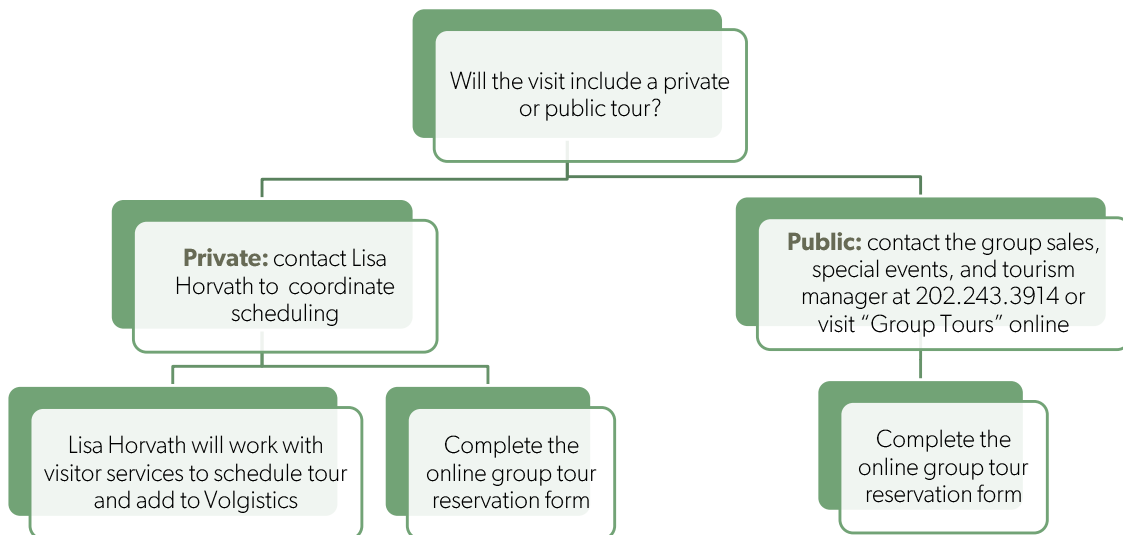 Will the visit include a private
or public tour?
Private: contact Lisa
Horvath to coordinate
scheduling
Public: contact the group sales,
special events, and tourism
manager at 202.243.3914 or
visit “Group Tours” online
Lisa Horvath will work with
visitor services to schedule tour
and add to Volgistics
Complete the
online group tour
reservation form
Complete the
online group tour
reservation form